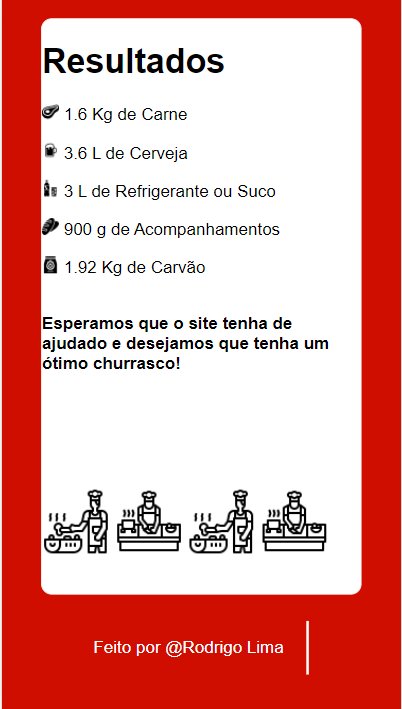 Resultados
1.6 Kg de Carne
3.6 L de Cerveja
3 L de Refrigerante ou Suco
900 g de Acompanhamentos
1.92 Kg de Carvão
Esperamos que o site tenha de
ajudado e desejamos que tenha um
ótimo churrasco!
Feito por @Rodrigo Lima